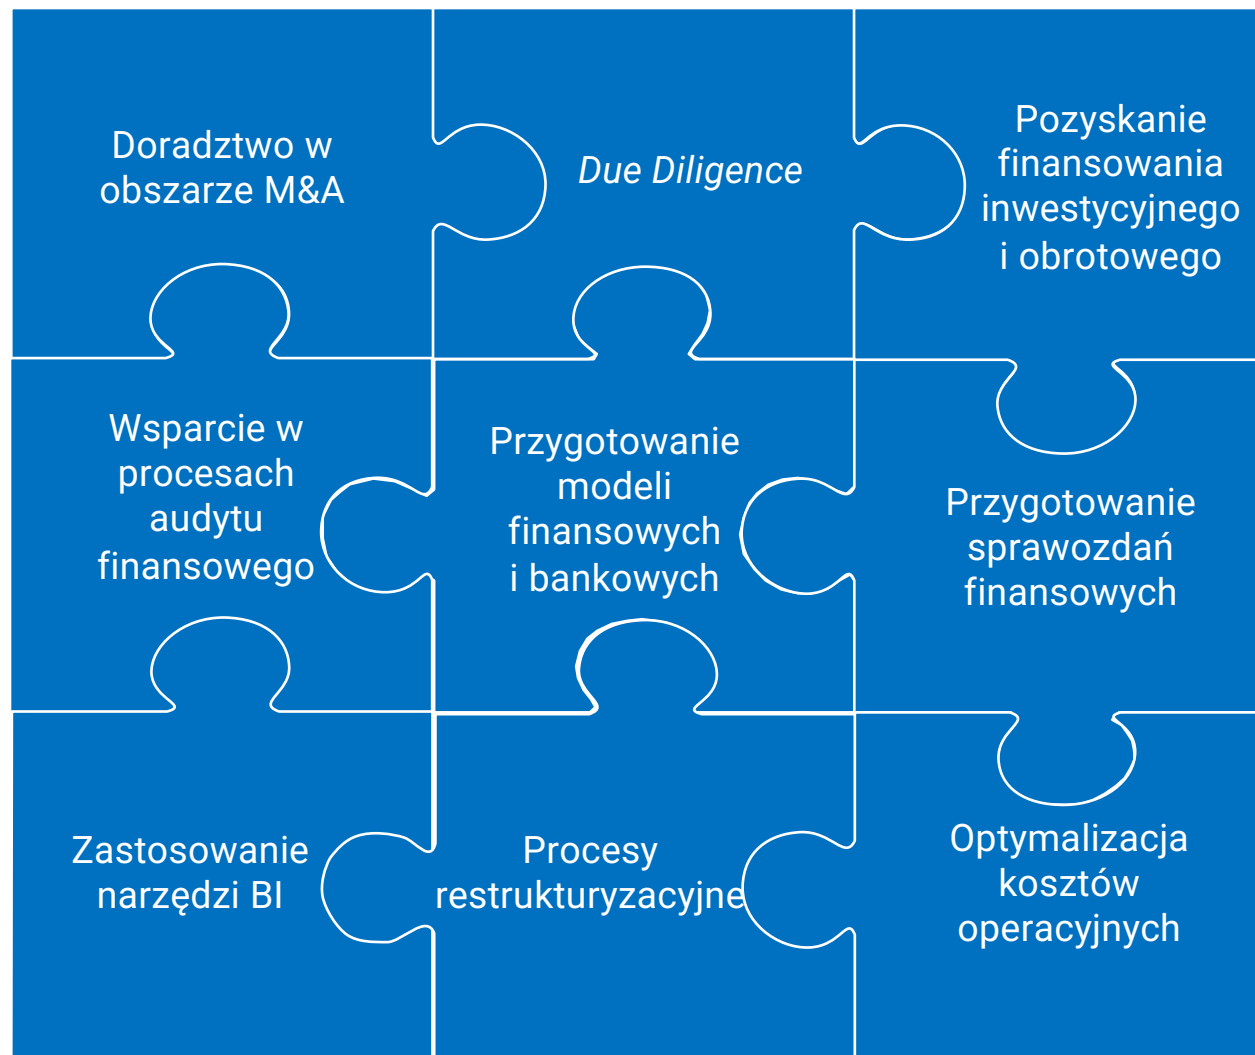 Doradztwo w
obszarze M&A
Due Diligence
Pozyskanie
finansowania
inwestycyjnego
i obrotowego
Wsparcie w
procesach
audytu
finansowego
Przygotowanie
modeli
finansowych
i bankowych
Przygotowanie
sprawozdań
finansowych
Zastosowanie
narzędzi BI
Procesy
restrukturyzacyjne
Optymalizacja
kosztów
operacyjnych